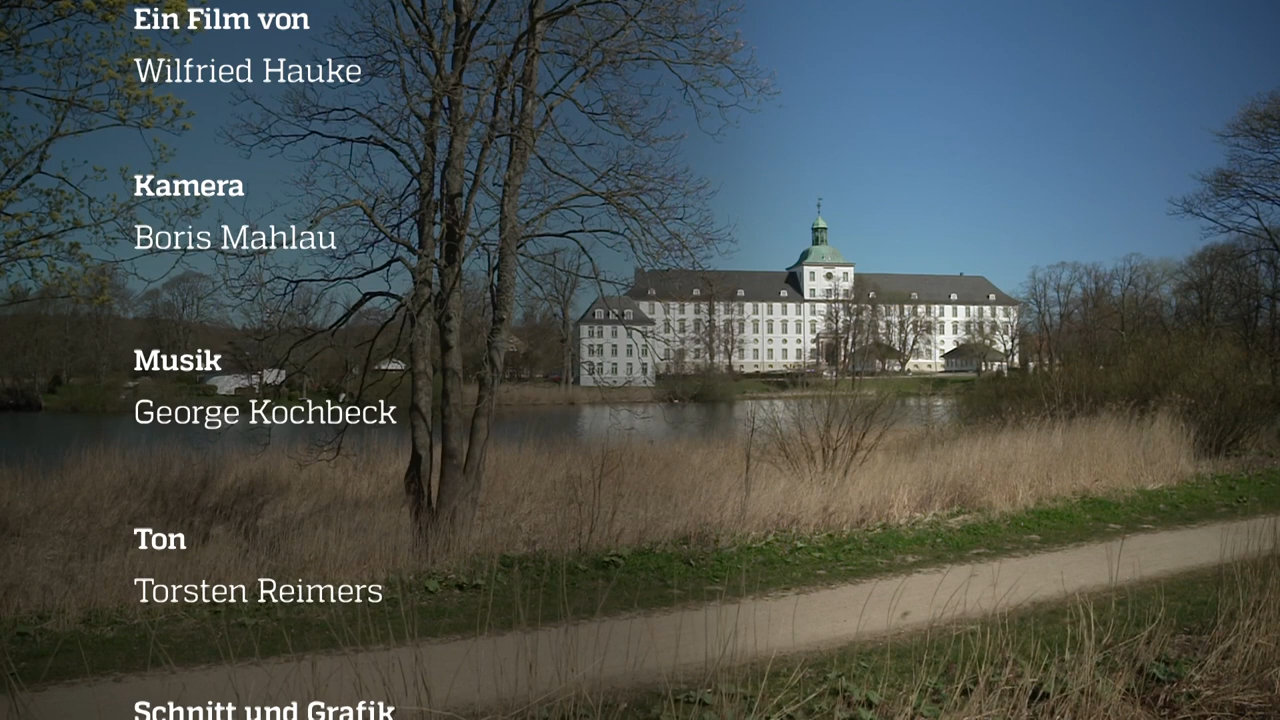 Ein Film von
Wilfried Hauke
Kamera
Boris Mahlau
Musik
George Kochbeck
Ton
Torsten Reimers
Schnitt und Grafik